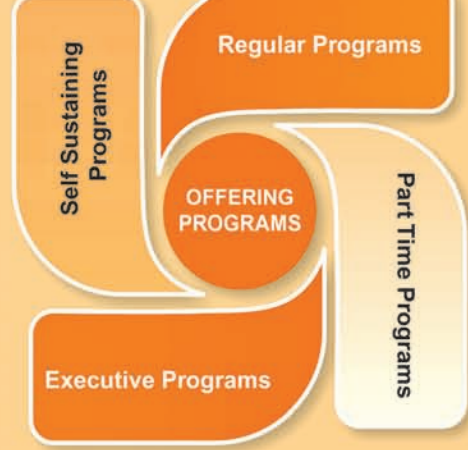 Regular Programs
Self Sustaining
Programs
OFFERING
PROGRAMS
Part Time Programs
Executive Programs